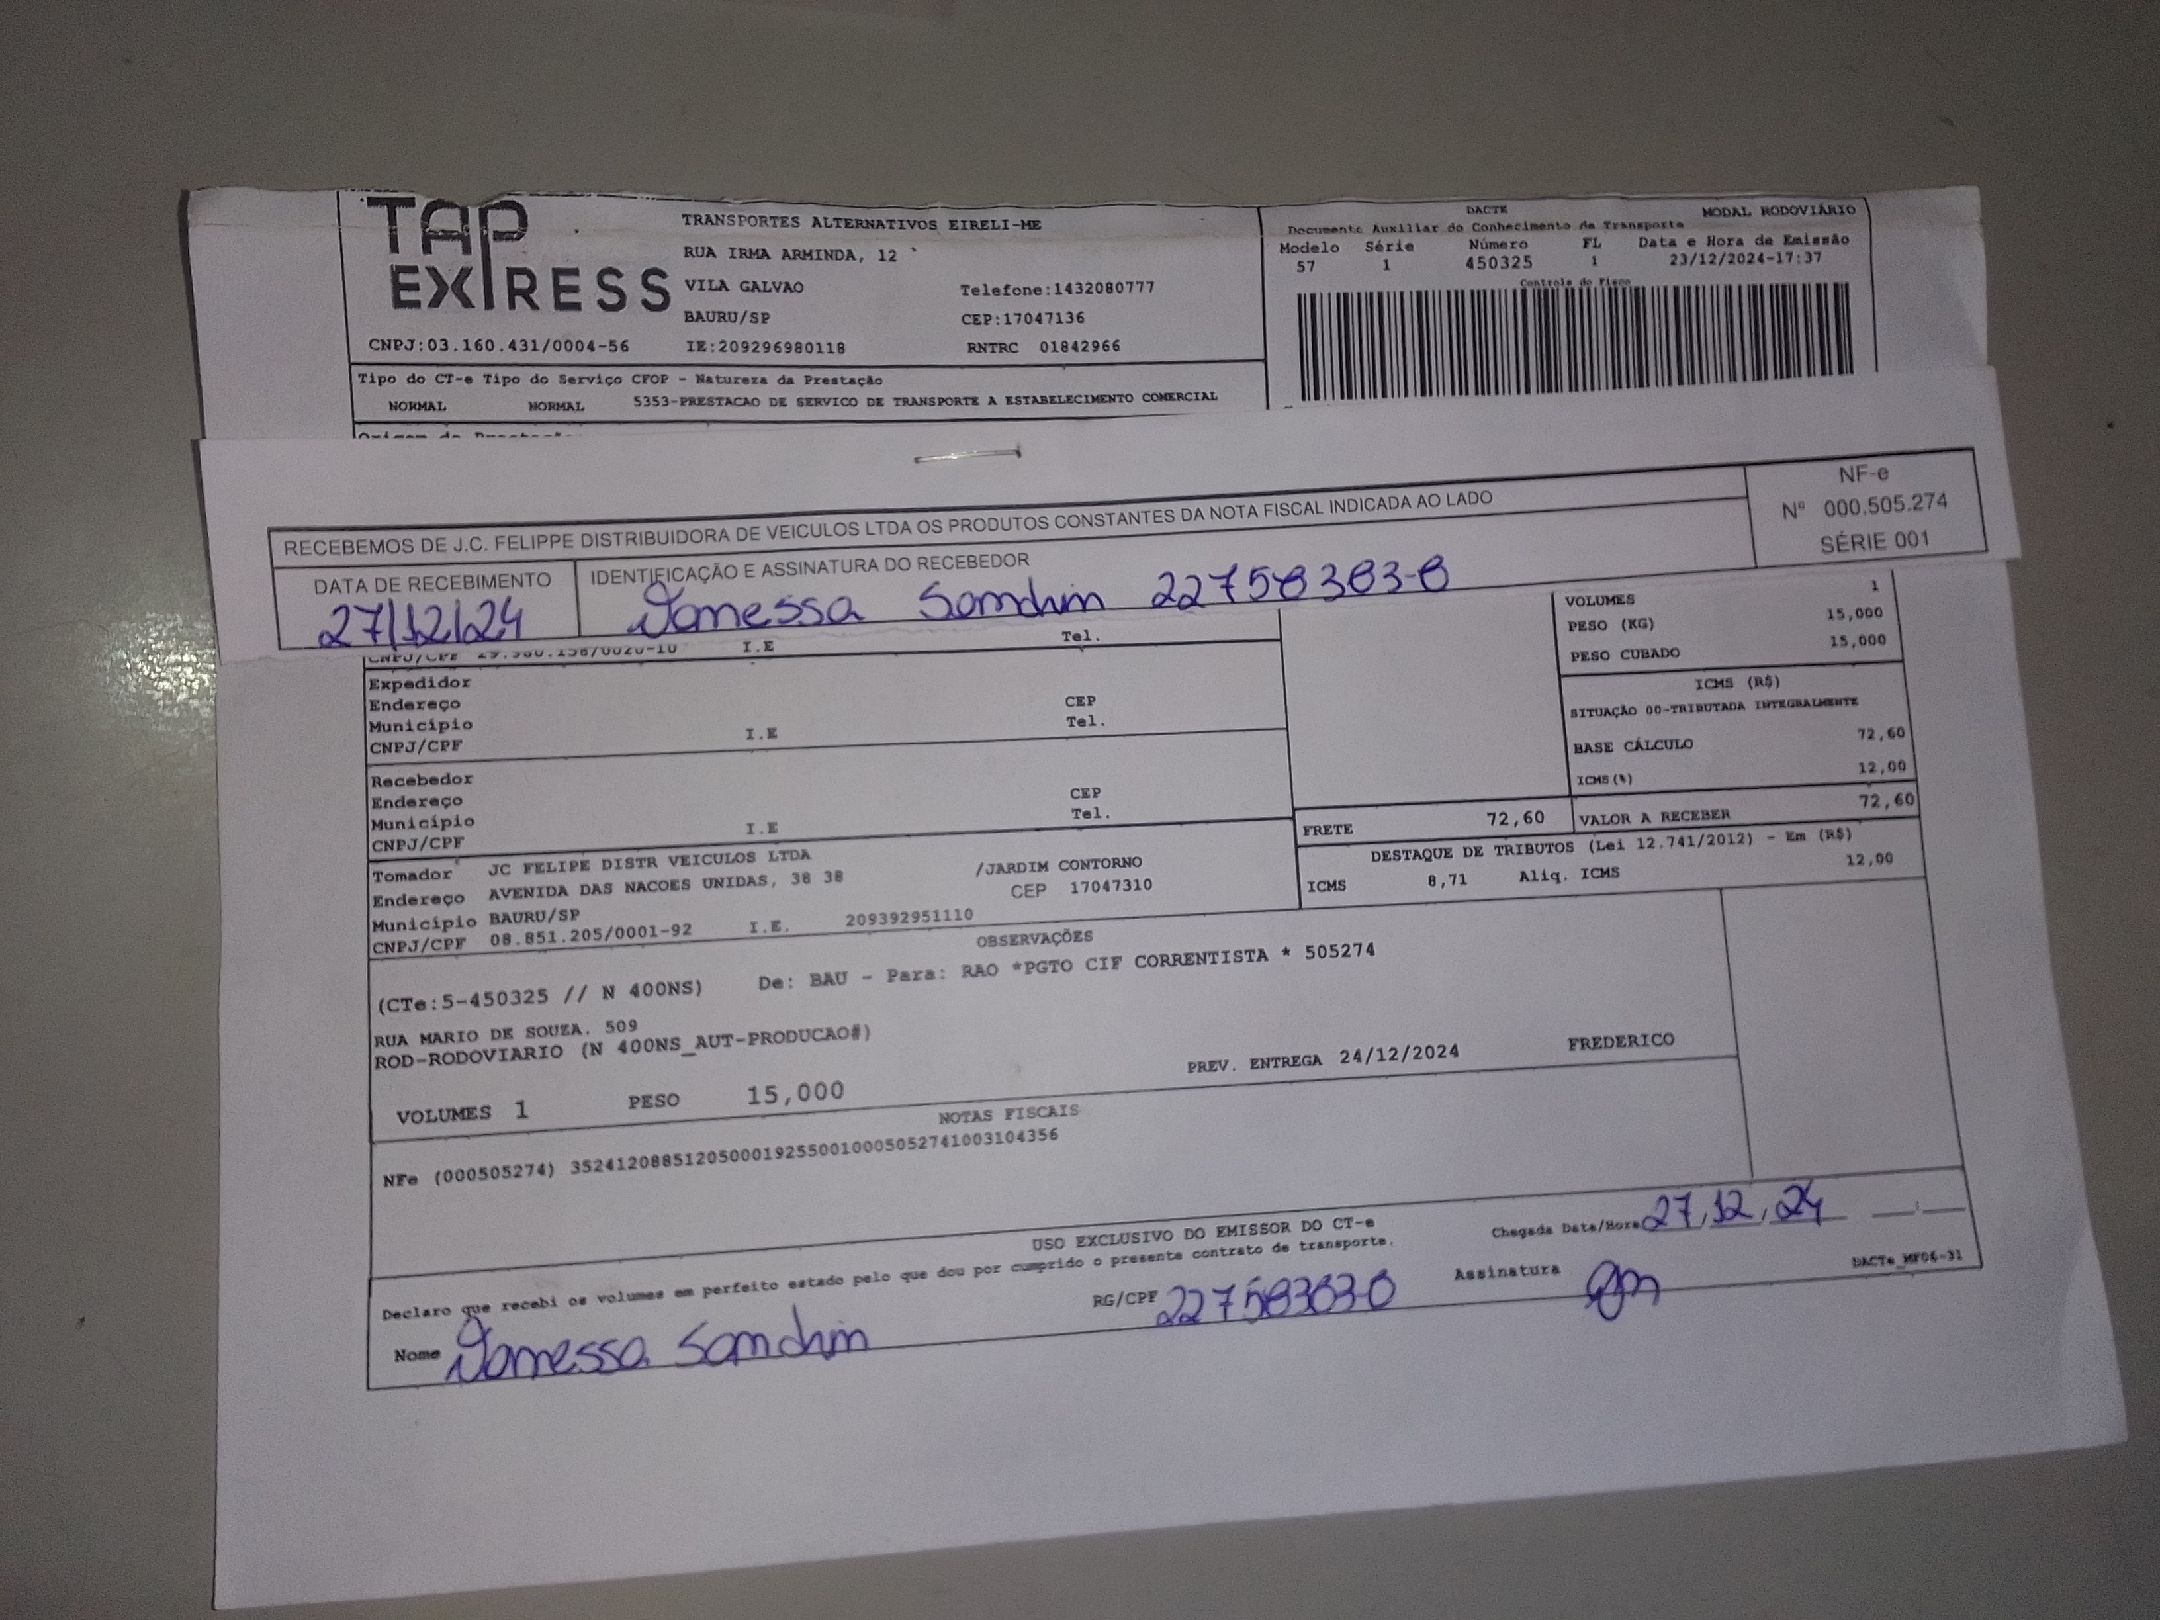 TAP EXPRESS
TRANSPORTES ALTERNATIVOS EIRELI-ME
RUA IRMA ARMINDA, 12
VILA GALVAO Telefone:1432080777
BAURU/SP CEP:17047136
CNPJ:03.160.431/0004-56 IE:209296980118 RNTRC 01842966
DACTE MODAL RODOVIÁRIO
Documento Auxiliar do Conhecimento de Transporte
Modelo Série Número FL Data e Hora de Emissão
57 1 450325 1 23/12/2024-17:37
Controle do Fisco
Tipo do CT-e Tipo do Serviço CFOP - Natureza da Prestação
NORMAL NORMAL 5353-PRESTACAO DE SERVICO DE TRANSPORTE A ESTABELECIMENTO COMERCIAL
RECEBEMOS DE J.C. FELIPPE DISTRIBUIDORA DE VEICULOS LTDA OS PRODUTOS CONSTANTES DA NOTA FISCAL INDICADA AO LADO
NF-e
Nº 000.505.274
SÉRIE 001
DATA DE RECEBIMENTO IDENTIFICAÇÃO E ASSINATURA DO RECEBEDOR
27/12/24 Vanessa 22758383-8
CNPJ/CPF I.E Tel.
Expedidor
Endereço CEP
Município Tel.
CNPJ/CPF I.E
Recebedor
Endereço CEP
Município Tel.
CNPJ/CPF I.E
VOLUMES 1
PESO (KG) 15,000
PESO CUBADO 15,000
ICMS (R$)
SITUAÇÃO 00-TRIBUTADA INTEGRALMENTE
BASE CÁLCULO 72,60
ICMS(%) 12,00
FRETE 72,60 VALOR A RECEBER 72,60
DESTAQUE DE TRIBUTOS (Lei 12.741/2012) - Em (R$)
ICMS 8,71 Aliq. ICMS 12,00
Tomador JC FELIPE DISTR VEICULOS LTDA
Endereço AVENIDA DAS NACOES UNIDAS, 38 38 /JARDIM CONTORNO
Município BAURU/SP CEP 17047310
CNPJ/CPF 08.851.205/0001-92 I.E. 209392951110
OBSERVAÇÕES
(CTe:5-450325 // N 400NS) De: BAU - Para: RAO *PGTO CIF CORRENTISTA * 505274
RUA MARIO DE SOUZA. 509
ROD-RODOVIARIO (N 400NS_AUT-PRODUCAO#)
PREV. ENTREGA 24/12/2024 FREDERICO
VOLUMES 1 PESO 15,000
NOTAS FISCAIS
NFe (000505274) 35241208851205000192550010005052741003104356
USO EXCLUSIVO DO EMISSOR DO CT-e
Declaro que recebi os volumes em perfeito estado pelo que dou por cumprido o presente contrato de transporte.
Chegada Data/Hora 27,12,24
Nome Vanessa RG/CPF Assinatura
DACTe_MF06-31